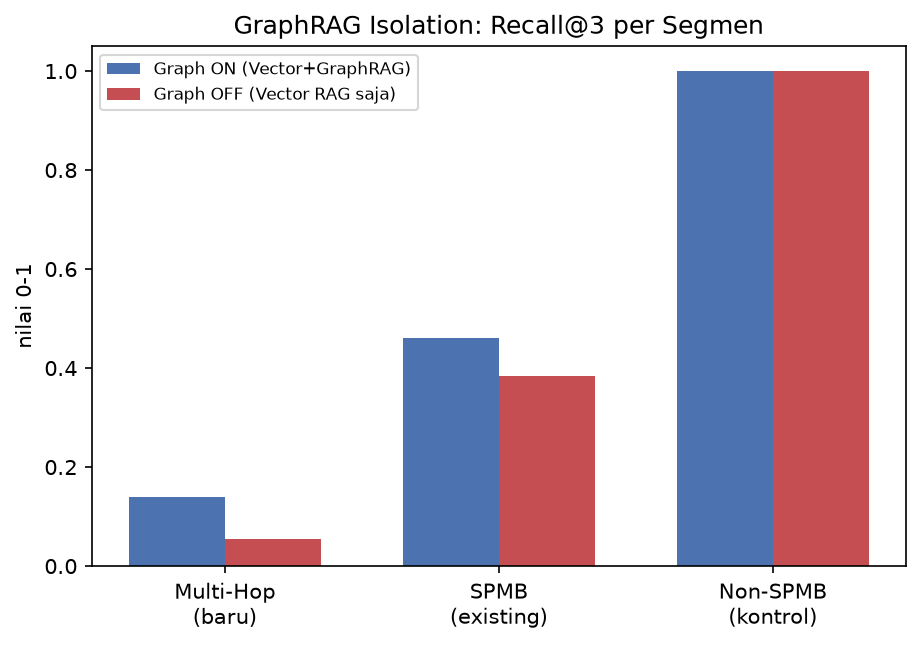 GraphRAG Isolation: Recall@3 per Segmen
Graph ON (Vector+GraphRAG)
Graph OFF (Vector RAG saja)
nilai 0-1
1.0
0.8
0.6
0.4
0.2
0.0
Multi-Hop
(baru)
SPMB
(existing)
Non-SPMB
(kontrol)